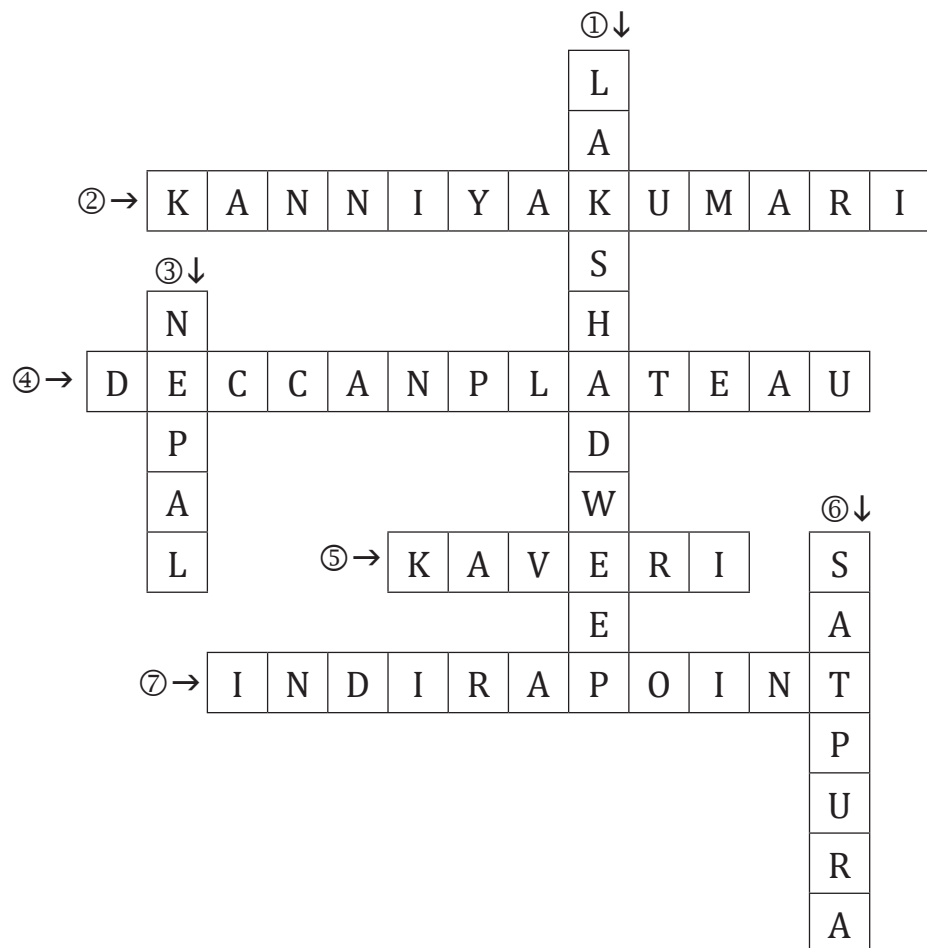 ①↓
L
A
②→ K A N N I Y A K U M A R I
③↓ S
N H
④→ D E C C A N P L A T E A U
P D
A W ⑥↓
L ⑤→ K A V E R I S
E A
⑦→ I N D I R A P O I N T
P
U
R
A